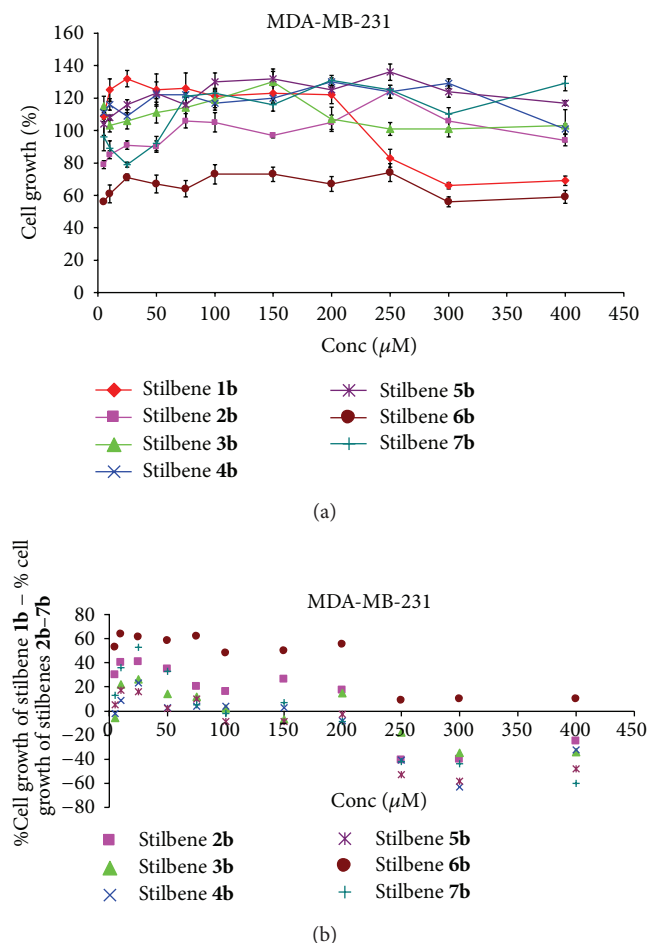 MDA-MB-231
160
140
120
100
80
60
40
20
0
Cell growth (%)
0 50 100 150 200 250 300 350 400 450
Conc (μM)
Stilbene 1b
Stilbene 2b
Stilbene 3b
Stilbene 4b
Stilbene 5b
Stilbene 6b
Stilbene 7b
(a)
MDA-MB-231
80
60
40
20
0
−20
−40
−60
−80
%Cell growth of stilbene 1b – % cell
growth of stilbenes 2b–7b
0 50 100 150 200 250 300 350 400 450
Conc (μM)
Stilbene 2b
Stilbene 3b
Stilbene 4b
Stilbene 5b
Stilbene 6b
Stilbene 7b
(b)